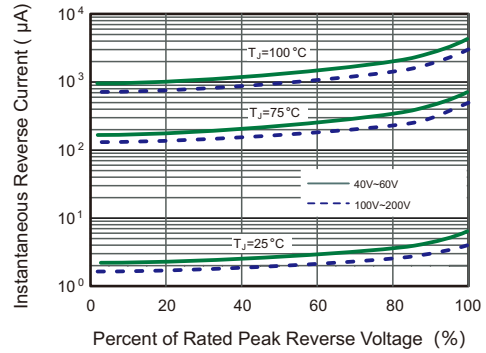 Instantaneous Reverse Current ( μA)
10⁴
10³
10²
10¹
10⁰
TJ=100°C
TJ=75°C
40V~60V
100V~200V
TJ=25°C
0
20
40
60
80
100
Percent of Rated Peak Reverse Voltage (%)